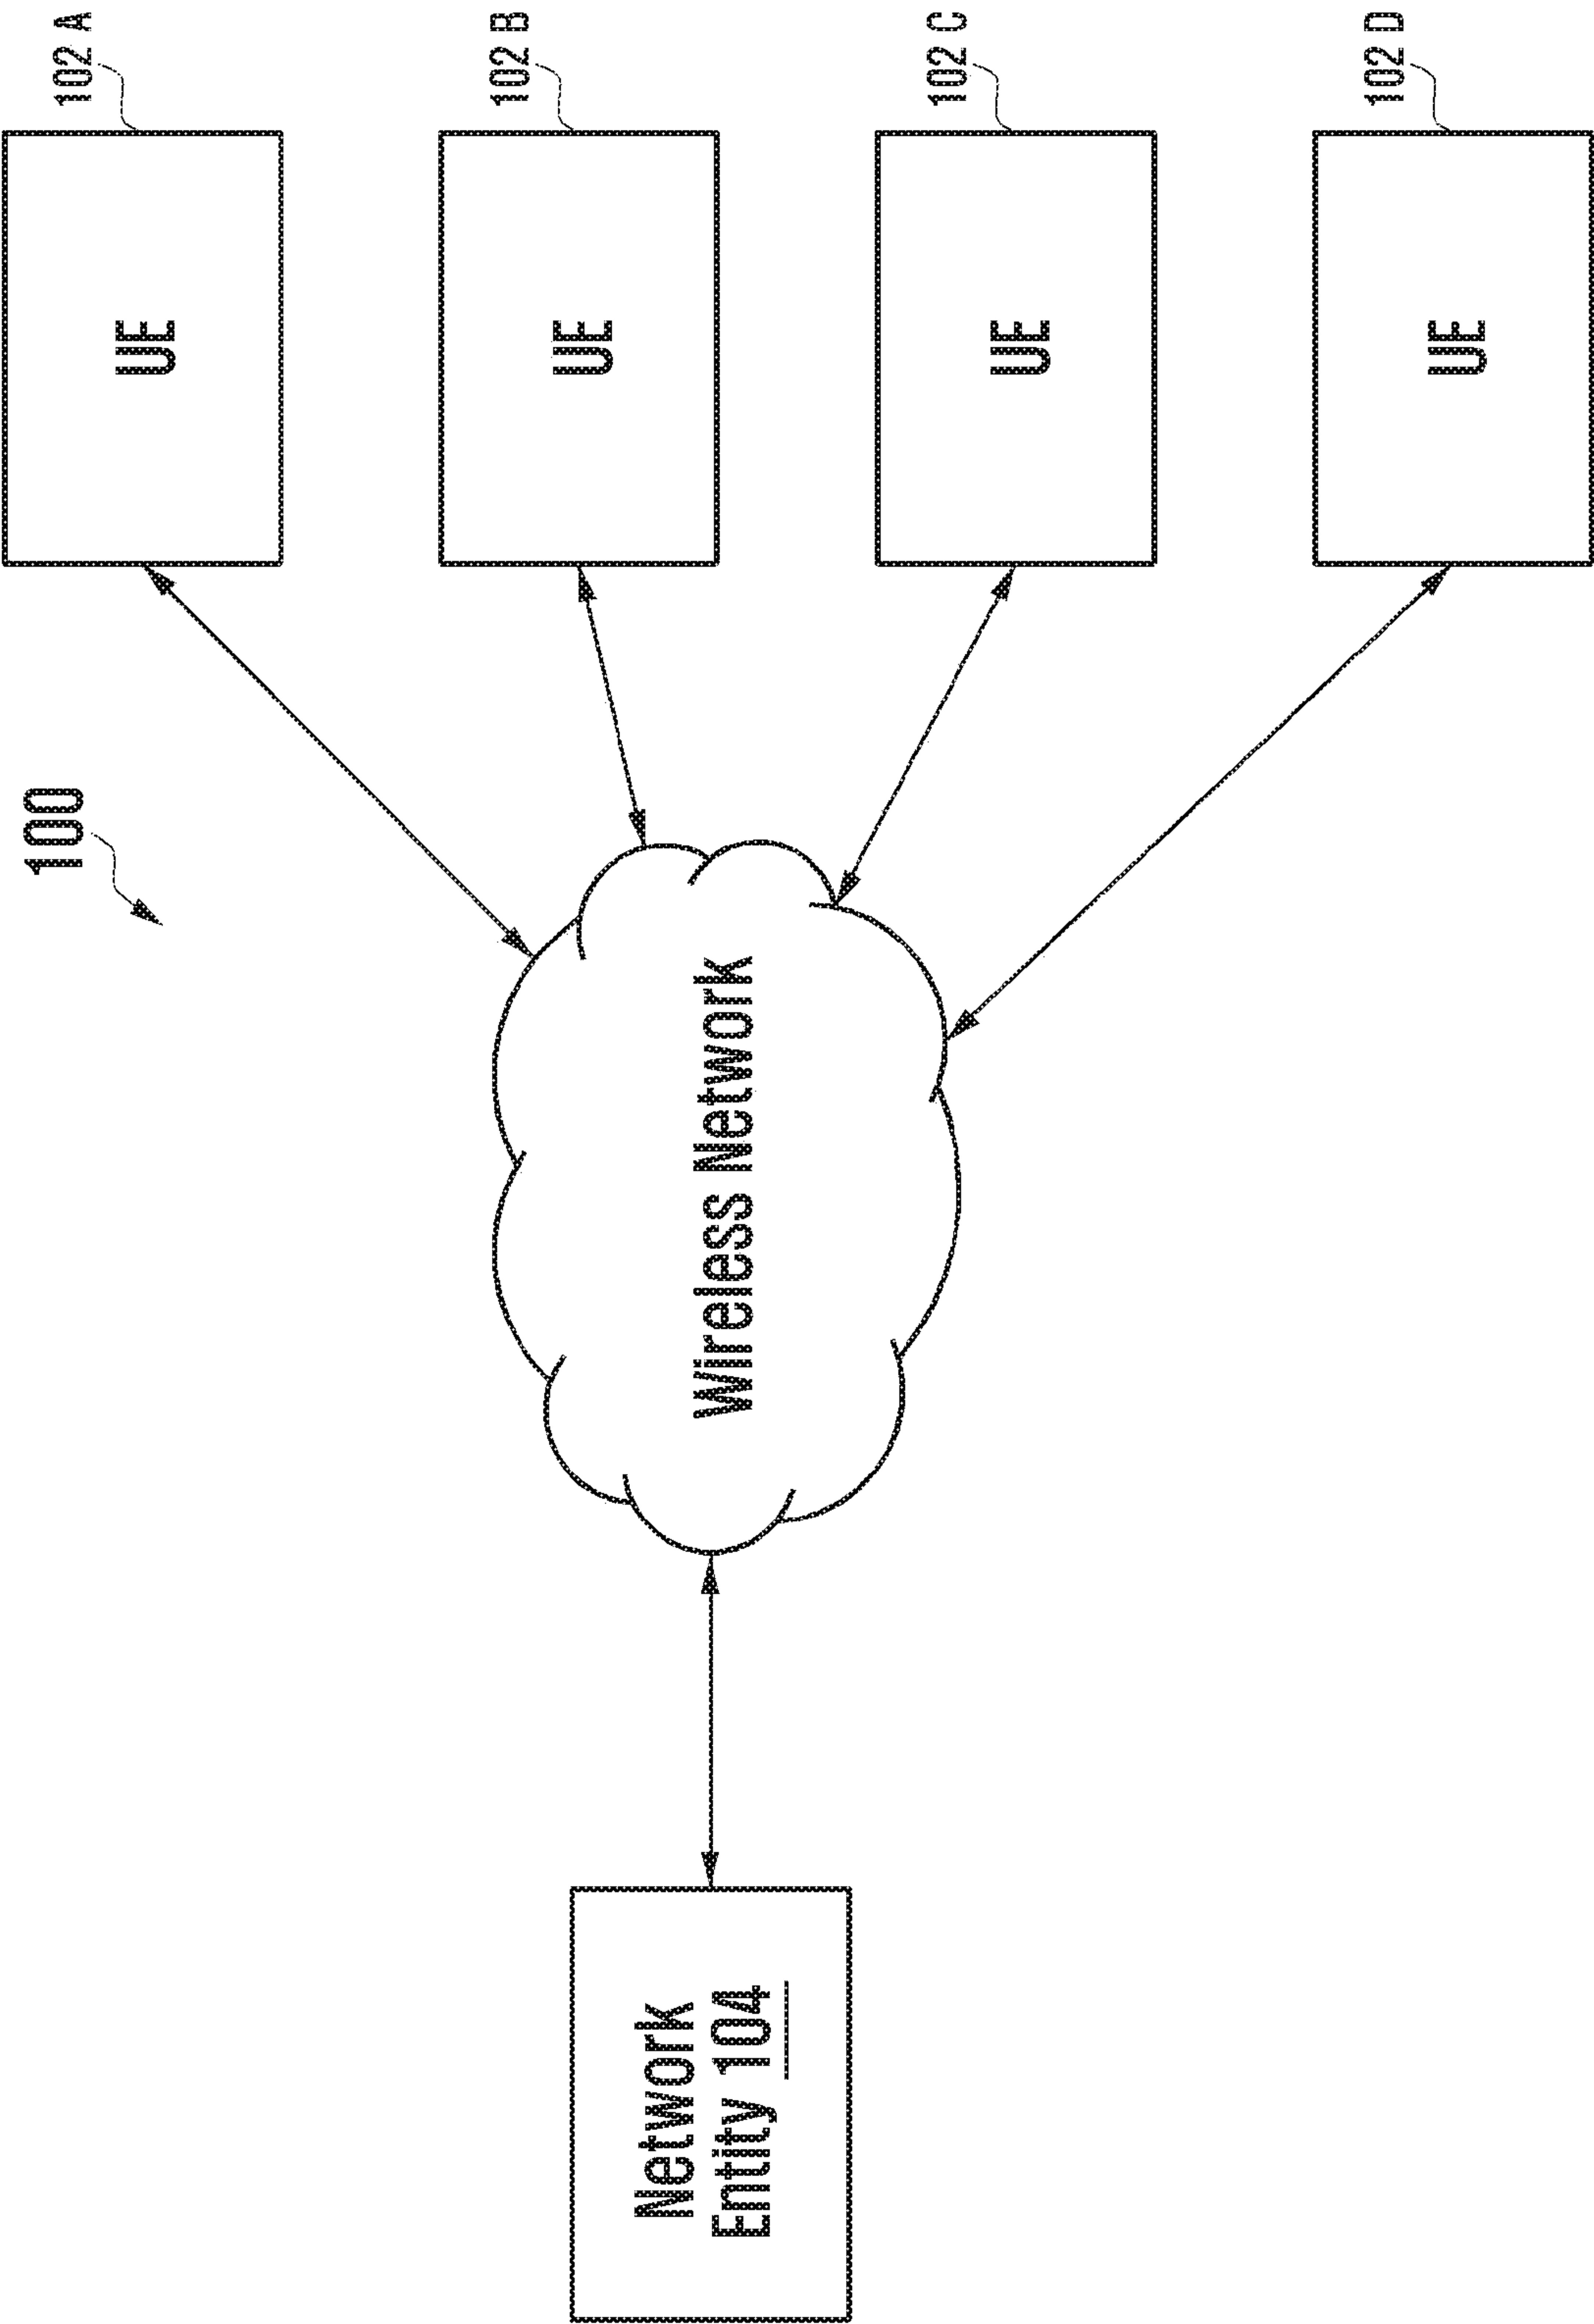 100
UE
102 A
UE
102 B
UE
102 C
UE
102 D
Wireless Network
Network
Entity 104